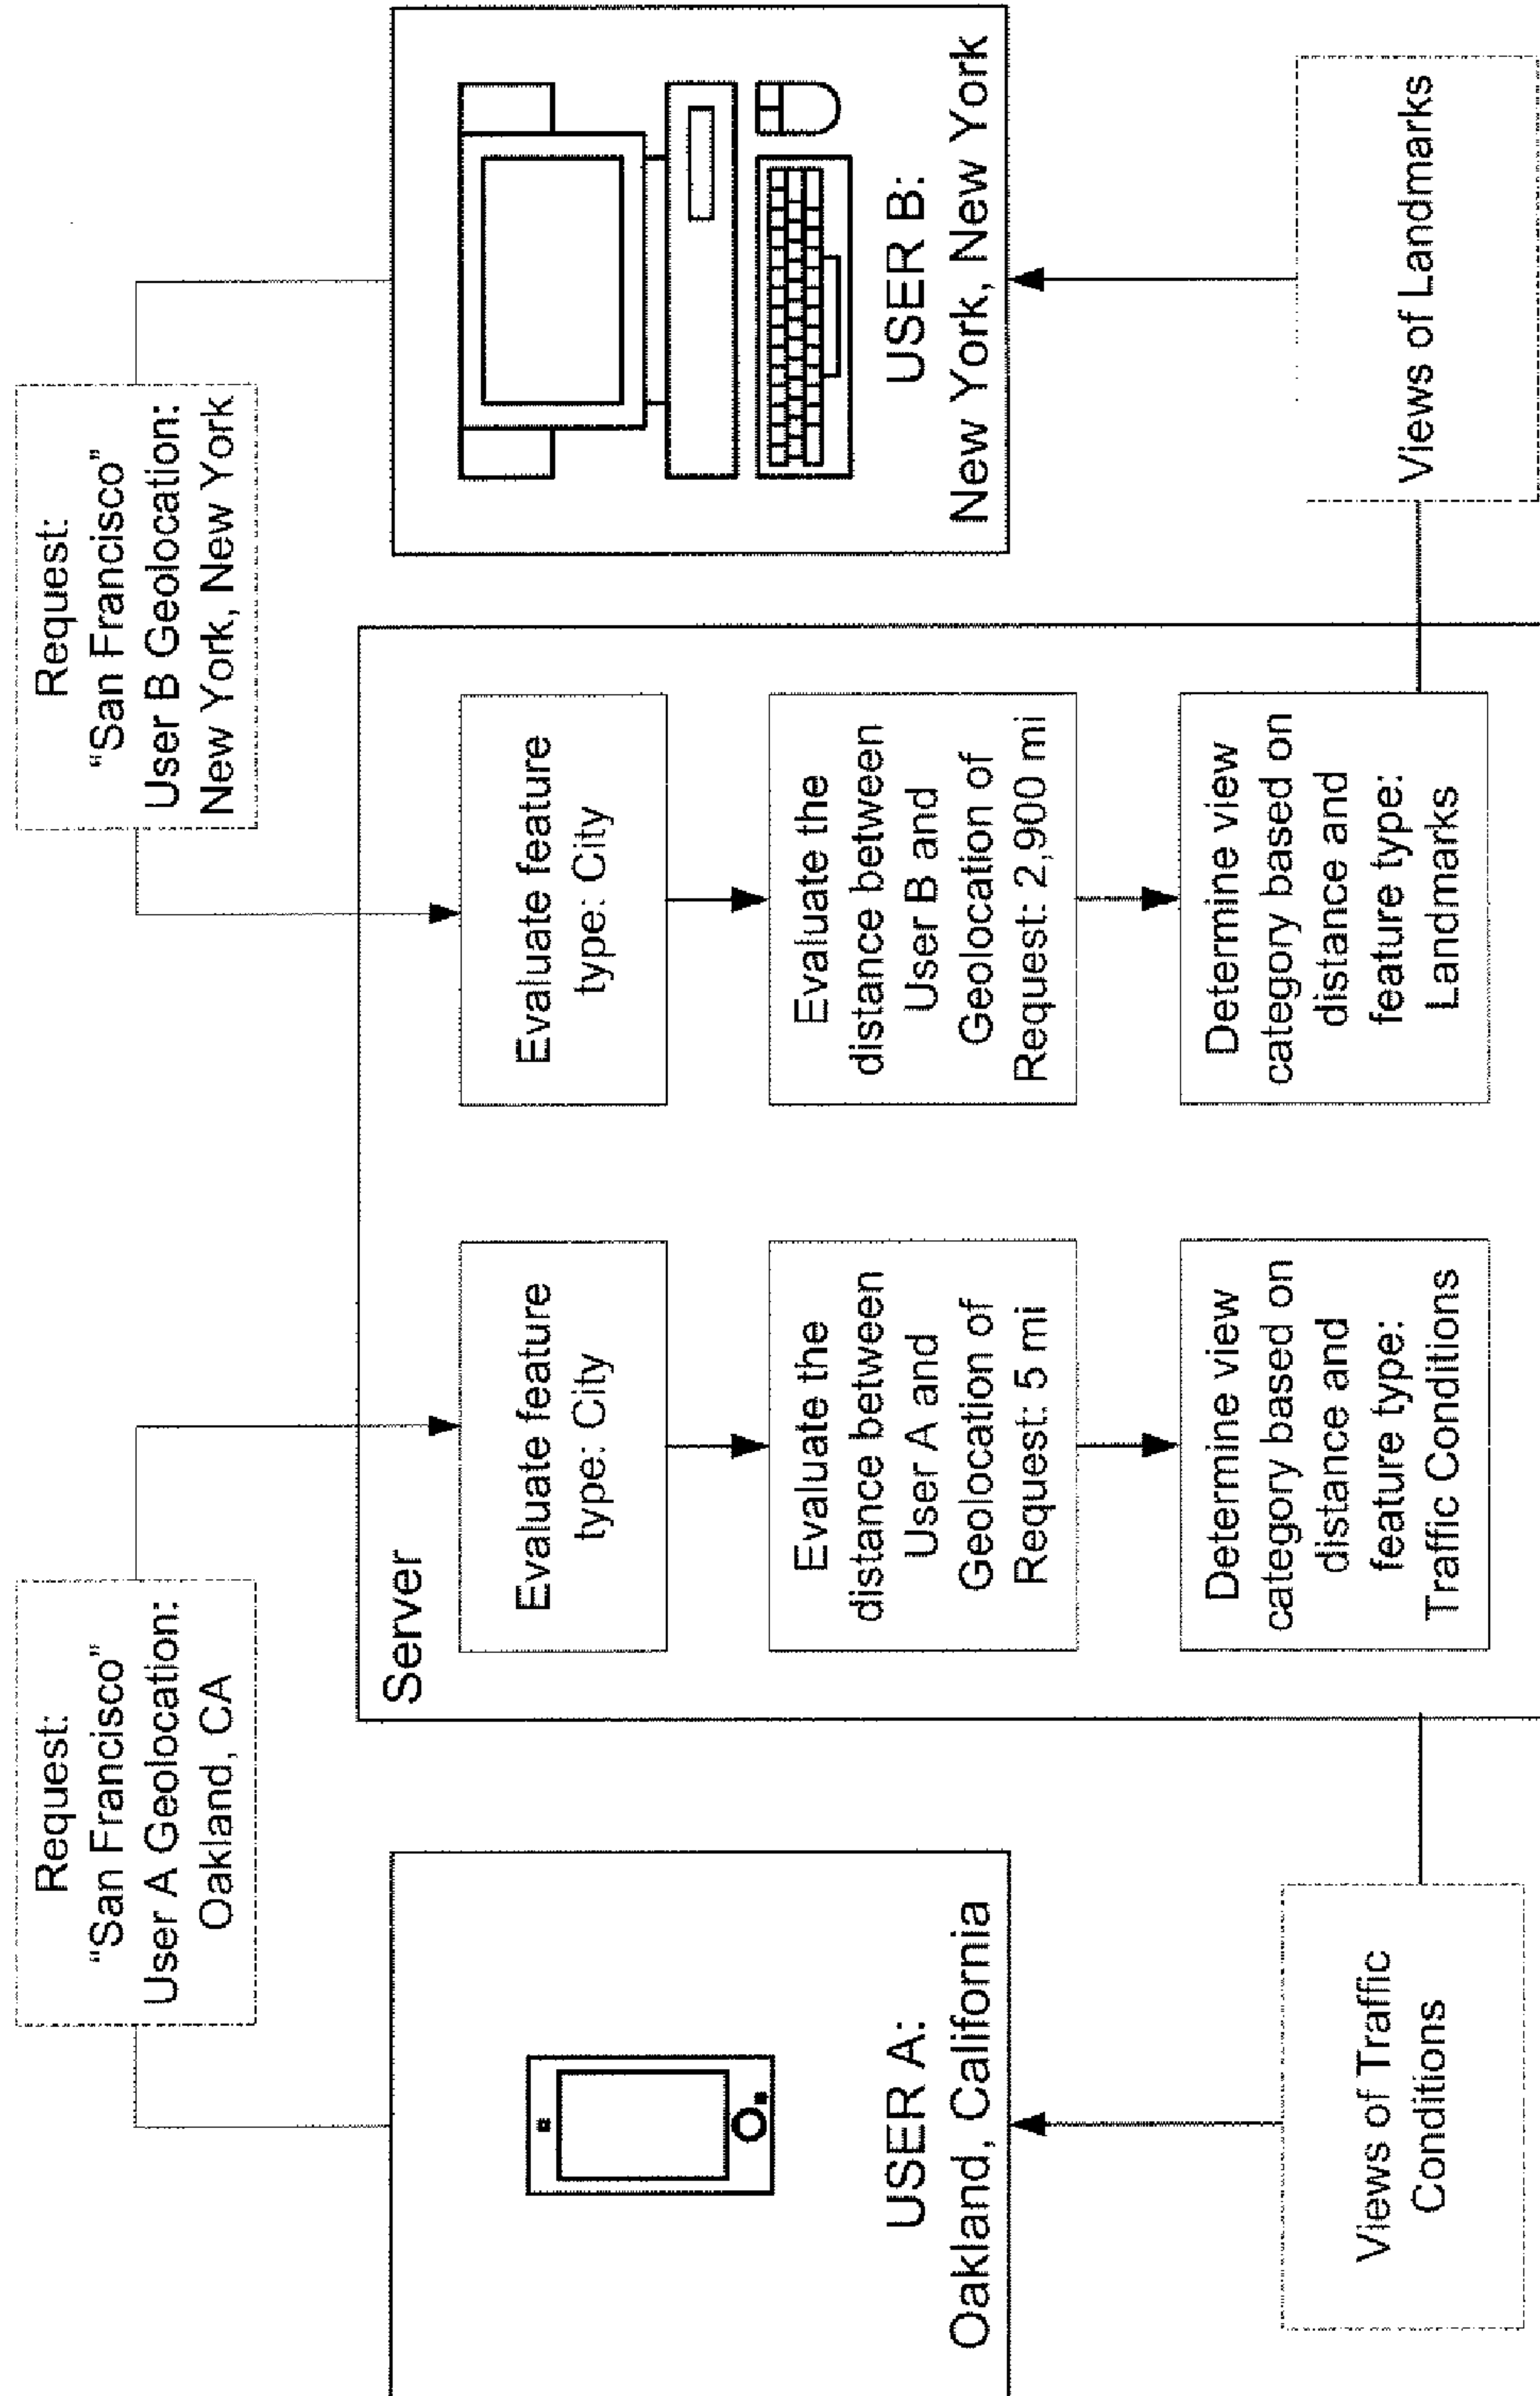 Request:
“San Francisco”
User A Geolocation:
Oakland, CA
Request:
“San Francisco”
User B Geolocation:
New York, New York
USER A:
Oakland, California
Server
Evaluate feature
type: City
Evaluate the
distance between
User A and
Geolocation of
Request: 5 mi
Determine view
category based on
distance and
feature type:
Traffic Conditions
Evaluate feature
type: City
Evaluate the
distance between
User B and
Geolocation of
Request: 2,900 mi
Determine view
category based on
distance and
feature type:
Landmarks
USER B:
New York, New York
Views of Traffic
Conditions
Views of Landmarks